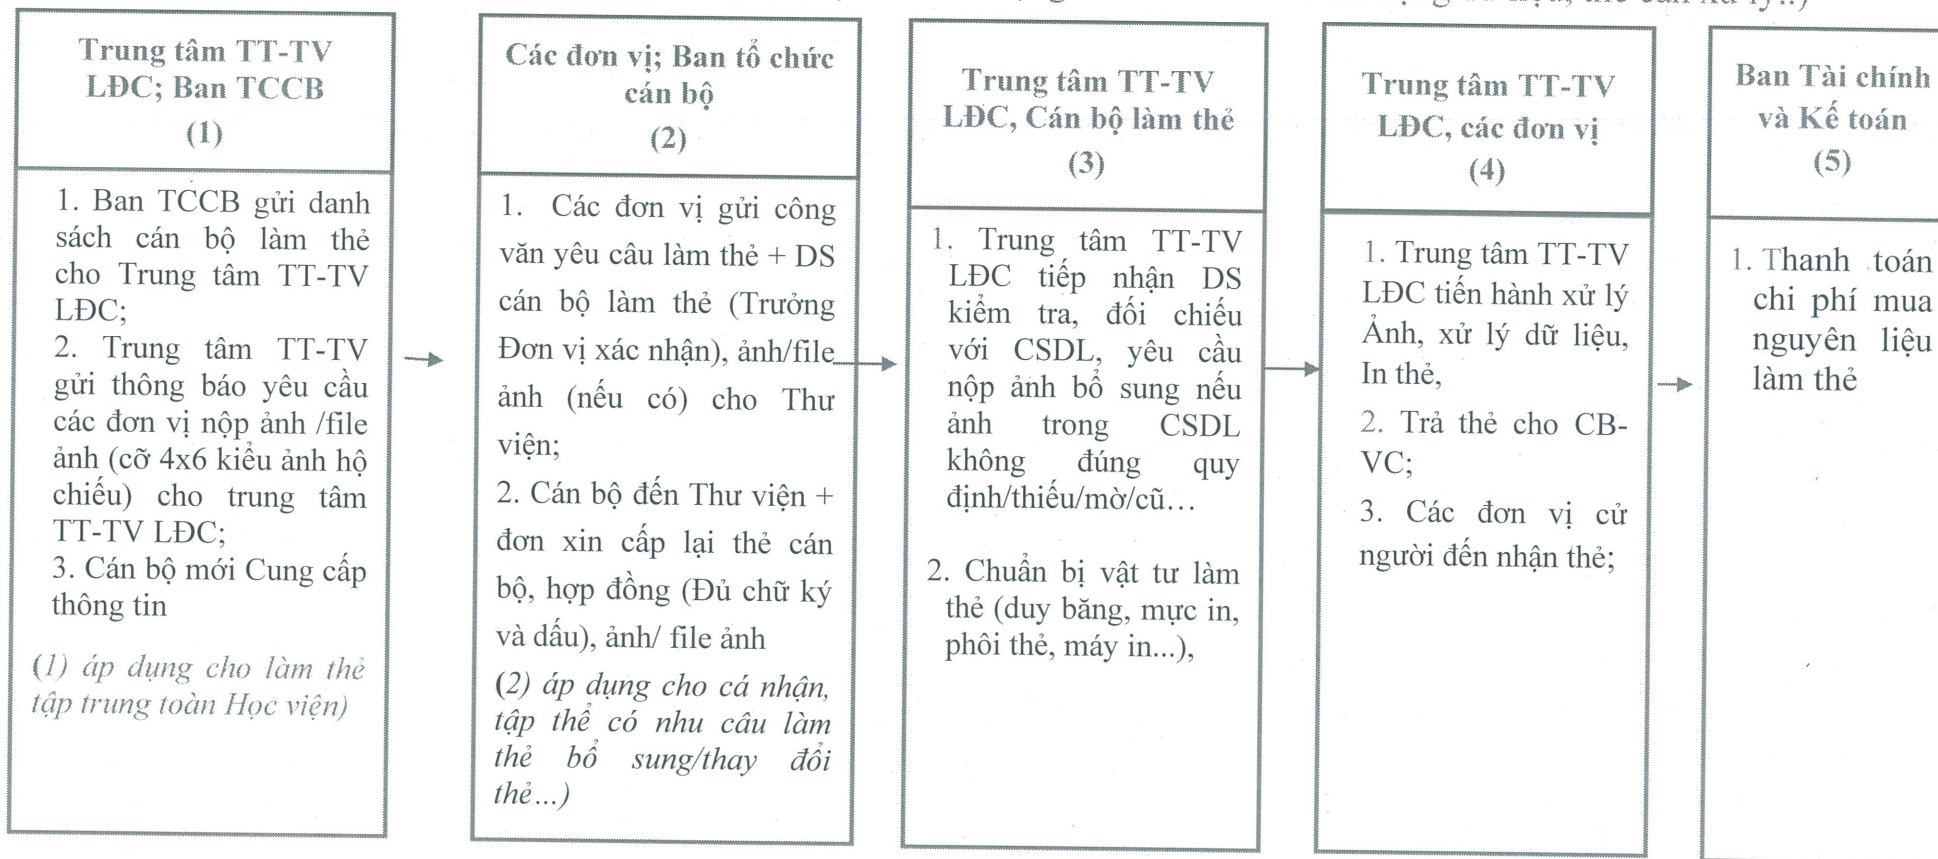 Trung tâm TT-TV
LĐC; Ban TCCB
(1)
1. Ban TCCB gửi danh
sách cán bộ làm thẻ
cho Trung tâm TT-TV
LĐC;
2. Trung tâm TT-TV
gửi thông báo yêu cầu
các đơn vị nộp ảnh /file
ảnh (cỡ 4x6 kiểu ảnh hộ
chiếu) cho trung tâm
TT-TV LĐC;
3. Cán bộ mới Cung cấp
thông tin
(1) áp dụng cho làm thẻ
tập trung toàn Học viện)
Các đơn vị; Ban tổ chức
cán bộ
(2)
1. Các đơn vị gửi công
văn yêu câu làm thẻ + DS
cán bộ làm thẻ (Trưởng
Đơn vị xác nhận), ảnh/file
ảnh (nếu có) cho Thư
viện;
2. Cán bộ đến Thư viện +
đơn xin cấp lại thẻ cán
bộ, hợp đồng (Đủ chữ ký
và dấu), ảnh/ file ảnh
(2) áp dụng cho cá nhân,
tập thể có nhu câu làm
thẻ bổ sung/thay đổi
thẻ...)
Trung tâm TT-TV
LĐC, Cán bộ làm thẻ
(3)
1. Trung tâm TT-TV
LĐC tiếp nhận DS
kiểm tra, đối chiếu
với CSDL, yêu cầu
nộp ảnh bổ sung nếu
ảnh trong CSDL
không đúng quy
định/thiếu/mờ/cũ...
2. Chuẩn bị vật tư làm
thẻ (duy băng, mực in,
phôi thẻ, máy in...),
Trung tâm TT-TV
LĐC, các đơn vị
(4)
1. Trung tâm TT-TV
LĐC tiến hành xử lý
Ảnh, xử lý dữ liệu,
In thẻ,
2. Trả thẻ cho CB-
VC;
3. Các đơn vị cử
người đến nhận thẻ;
Ban Tài chính
và Kế toán
(5)
1. Thanh toán
chi phí mua
nguyên liệu
làm thẻ